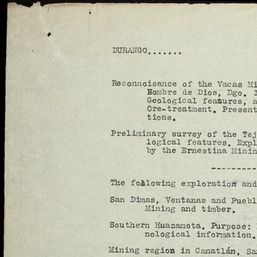 DURANGO.......
Reconnoisance of the Vacas Mi
Nombre de Dios, Dgo.
Geological features, a
Ore-treatment. Present
tions.
Preliminary survey of the Tej
logical features. Expl
by the Ernestina Minin
----------
The following exploration and
San Dimas, Ventanas and Puebl
Mining and timber.
Southern Huazamota. Purpose:
nological information.
Mining region in Canatlán, Sa